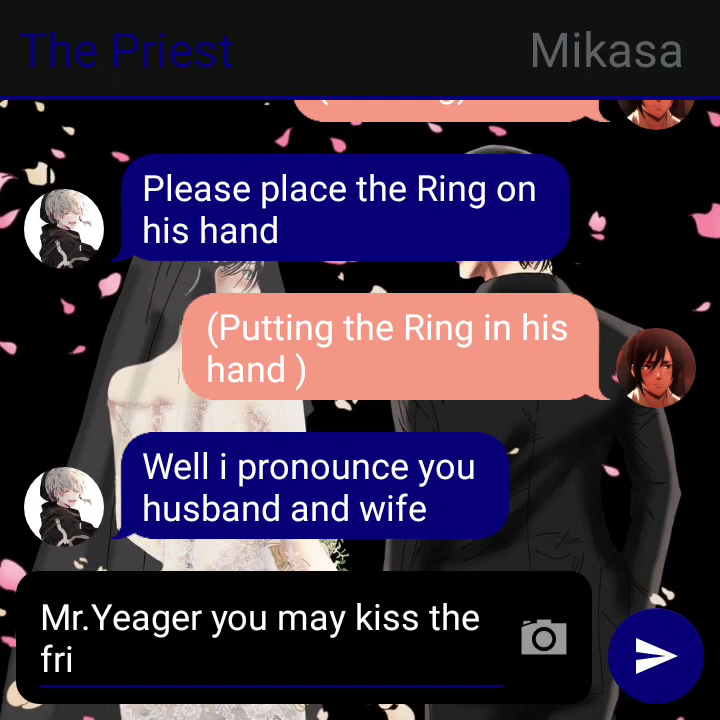 The Priest
Mikasa
Please place the Ring on
his hand
(Putting the Ring in his
hand )
Well i pronounce you
husband and wife
Mr.Yeager you may kiss the
fri